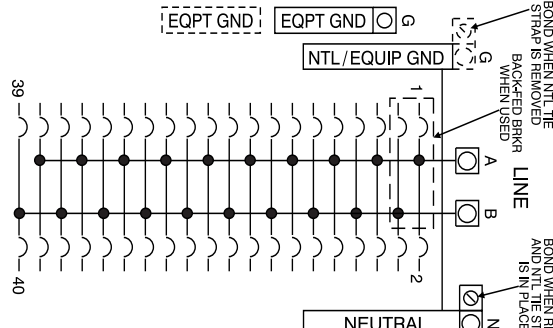 EQPT GND
EQPT GND
G
NTL/EQUIP GND
G
BOND WHEN NTL TIE
STRAP IS REMOVED
BACK-FED BRKR
WHEN USED
39
1
A
LINE
B
40
2
BOND WHEN
AND NTL TIE
IS IN PLACE
N
NEUTRAL